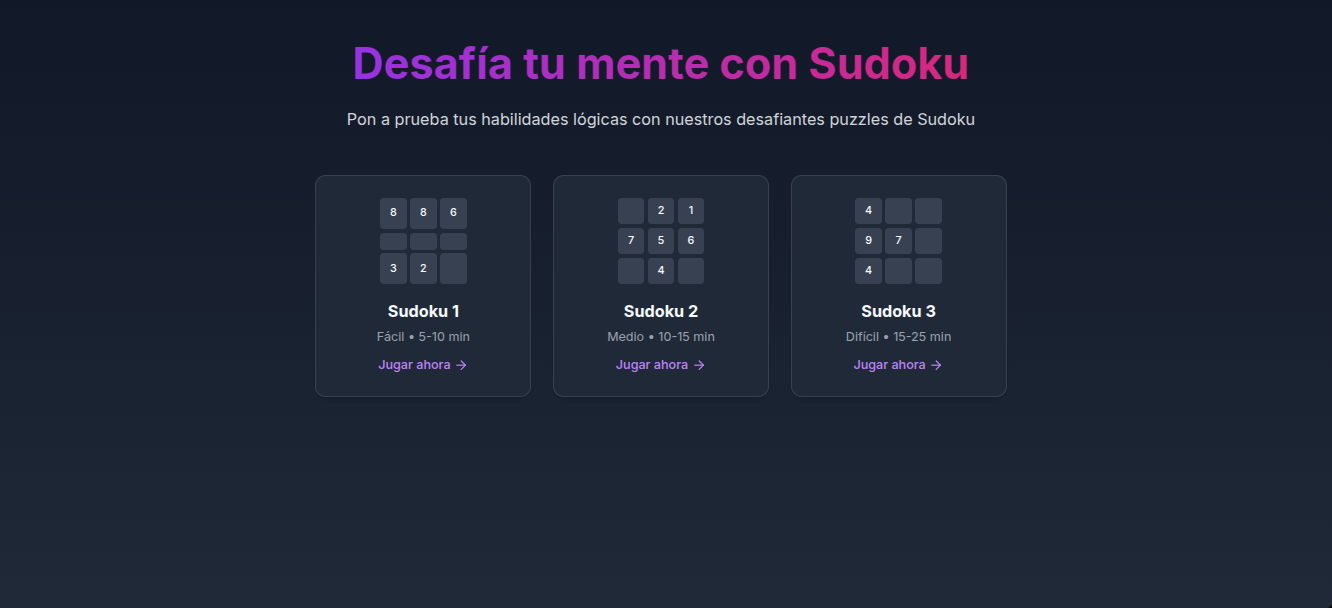 Desafía tu mente con Sudoku
Pon a prueba tus habilidades lógicas con nuestros desafiantes puzzles de Sudoku
8 8 6
3 2
Sudoku 1
Fácil • 5-10 min
Jugar ahora →
2 1
7 5 6
4
Sudoku 2
Medio • 10-15 min
Jugar ahora →
4
9 7
4
Sudoku 3
Difícil • 15-25 min
Jugar ahora →